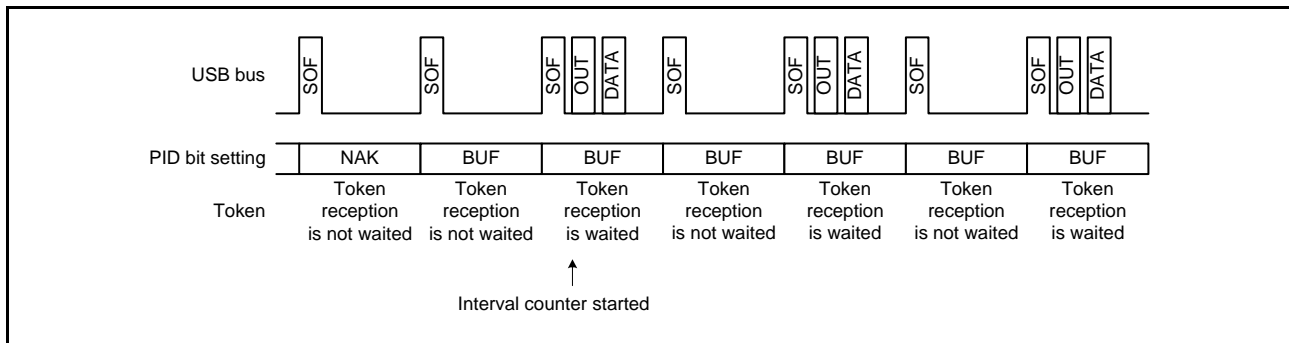 USB bus
SOF SOF SOF OUT DATA SOF SOF OUT DATA SOF SOF OUT DATA
PID bit setting NAK BUF BUF BUF BUF BUF BUF
Token
Token
reception
is not waited
Token
reception
is not waited
Token
reception
is waited
Token
reception
is not waited
Token
reception
is waited
Token
reception
is not waited
Token
reception
is waited
Interval counter started